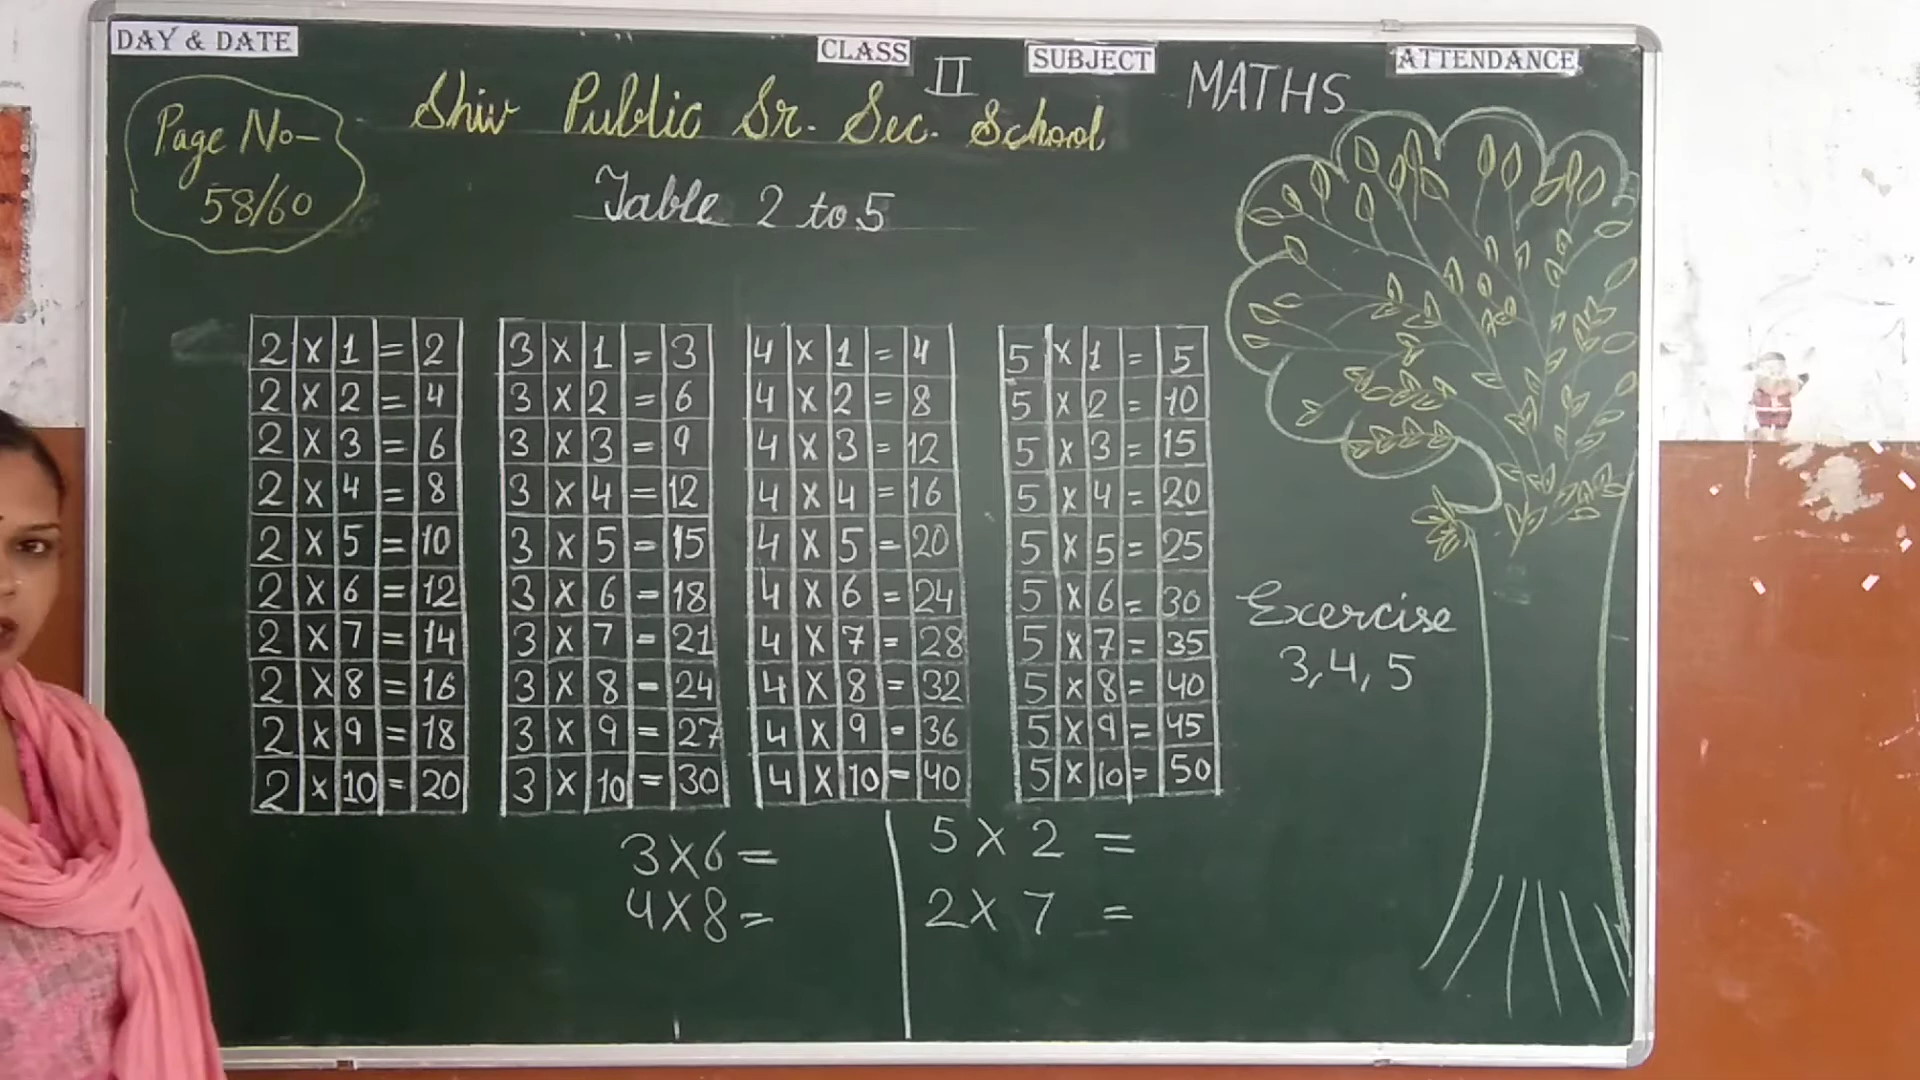 DAY & DATE CLASS II SUBJECT MATHS ATTENDANCE
Shiv Public Sr. Sec. School
Page No-
58/60
Table 2 to 5
2 x 1 = 2
2 x 2 = 4
2 x 3 = 6
2 x 4 = 8
2 x 5 = 10
2 x 6 = 12
2 x 7 = 14
2 x 8 = 16
2 x 9 = 18
2 x 10 = 20
3 x 1 = 3
3 x 2 = 6
3 x 3 = 9
3 x 4 = 12
3 x 5 = 15
3 x 6 = 18
3 x 7 = 21
3 x 8 = 24
3 x 9 = 27
3 x 10 = 30
4 x 1 = 4
4 x 2 = 8
4 x 3 = 12
4 x 4 = 16
4 x 5 = 20
4 x 6 = 24
4 x 7 = 28
4 x 8 = 32
4 x 9 = 36
4 x 10 = 40
5 x 1 = 5
5 x 2 = 10
5 x 3 = 15
5 x 4 = 20
5 x 5 = 25
5 x 6 = 30
5 x 7 = 35
5 x 8 = 40
5 x 9 = 45
5 x 10 = 50
Exercise
3, 4, 5
3 x 6 =
4 x 8 =
5 x 2 =
2 x 7 =